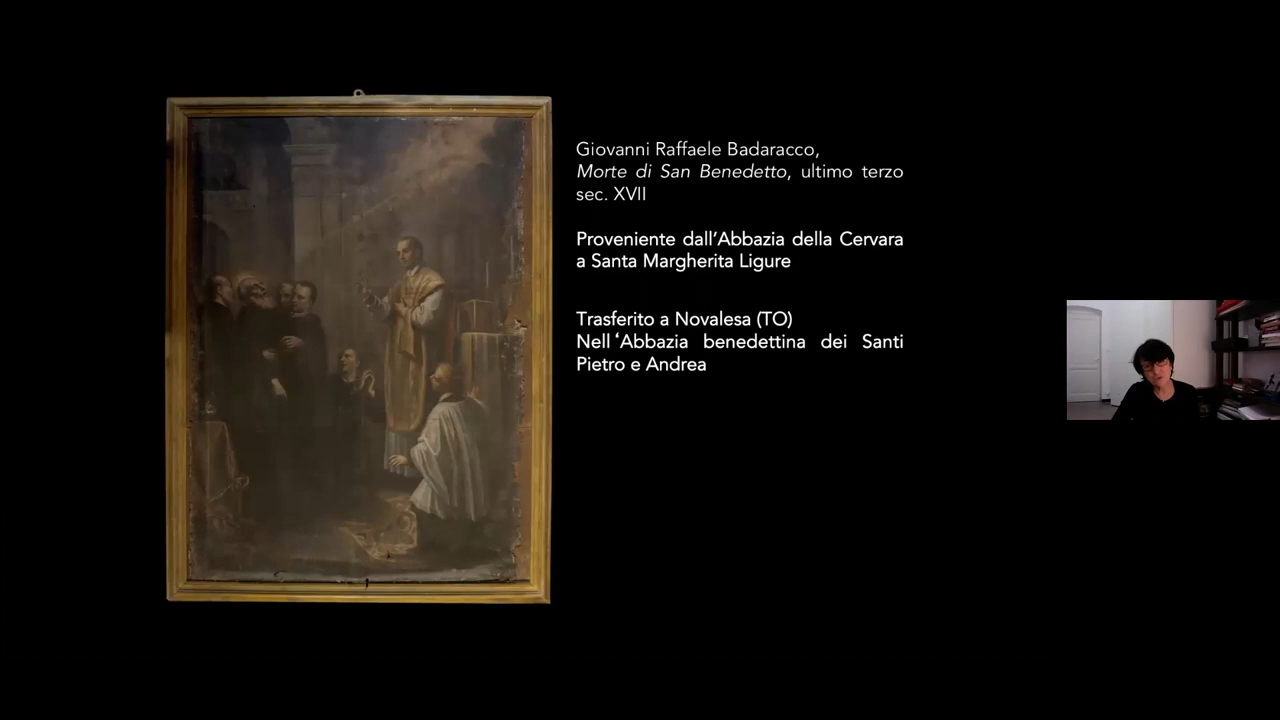 Giovanni Raffaele Badaracco,
Morte di San Benedetto, ultimo terzo
sec. XVII
Proveniente dall'Abbazia della Cervara
a Santa Margherita Ligure
Trasferito a Novalesa (TO)
Nell‘Abbazia benedettina dei Santi
Pietro e Andrea